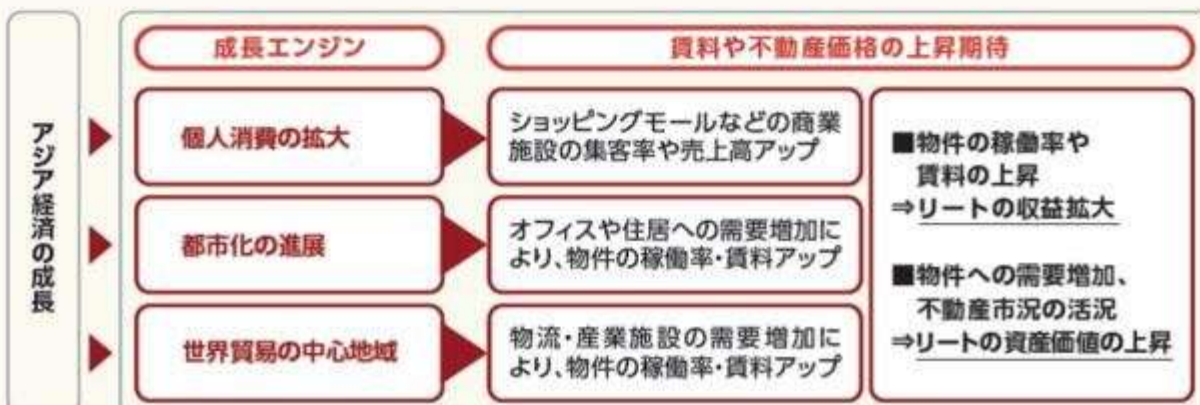 アジア経済の成長
成長エンジン
賃料や不動産価格の上昇期待
個人消費の拡大
ショッピングモールなどの商業
施設の集客率や売上高アップ
都市化の進展
オフィスや住居への需要増加に
より、物件の稼働率・賃料アップ
世界貿易の中心地域
物流・産業施設の需要増加に
より、物件の稼働率・賃料アップ
■物件の稼働率や
賃料の上昇
⇒リートの収益拡大
■物件への需要増加、
不動産市況の活況
⇒リートの資産価値の上昇